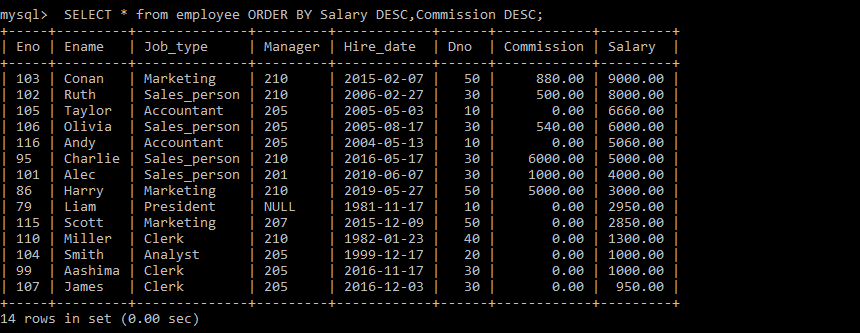 mysql>  SELECT * from employee ORDER BY Salary DESC,Commission DESC;
+-----+---------+--------------+---------+------------+------+------------+---------+
| Eno | Ename   | Job_type     | Manager | Hire_date  | Dno  | Commission | Salary  |
+-----+---------+--------------+---------+------------+------+------------+---------+
| 103 | Conan   | Marketing    | 210     | 2015-02-07 |   50 |     880.00 | 9000.00 |
| 102 | Ruth    | Sales_person | 210     | 2006-02-27 |   30 |     500.00 | 8000.00 |
| 105 | Taylor  | Accountant   | 205     | 2005-05-03 |   10 |       0.00 | 6660.00 |
| 106 | Olivia  | Sales_person | 205     | 2005-08-17 |   30 |     540.00 | 6000.00 |
| 116 | Andy    | Accountant   | 205     | 2004-05-13 |   10 |       0.00 | 5060.00 |
| 95  | Charlie | Sales_person | 210     | 2016-05-17 |   30 |    6000.00 | 5000.00 |
| 101 | Alec    | Sales_person | 201     | 2010-06-07 |   30 |    1000.00 | 4000.00 |
| 86  | Harry   | Marketing    | 210     | 2019-05-27 |   50 |    5000.00 | 3000.00 |
| 79  | Liam    | President    | NULL    | 1981-11-17 |   10 |       0.00 | 2950.00 |
| 115 | Scott   | Marketing    | 207     | 2015-12-09 |   50 |       0.00 | 2850.00 |
| 110 | Miller  | Clerk        | 210     | 1982-01-23 |   40 |       0.00 | 1300.00 |
| 104 | Smith   | Analyst      | 205     | 1999-12-17 |   20 |       0.00 | 1000.00 |
| 99  | Aashima | Clerk        | 205     | 2016-11-17 |   30 |       0.00 | 1000.00 |
| 107 | James   | Clerk        | 205     | 2016-12-03 |   30 |       0.00 |  950.00 |
+-----+---------+--------------+---------+------------+------+------------+---------+
14 rows in set (0.00 sec)